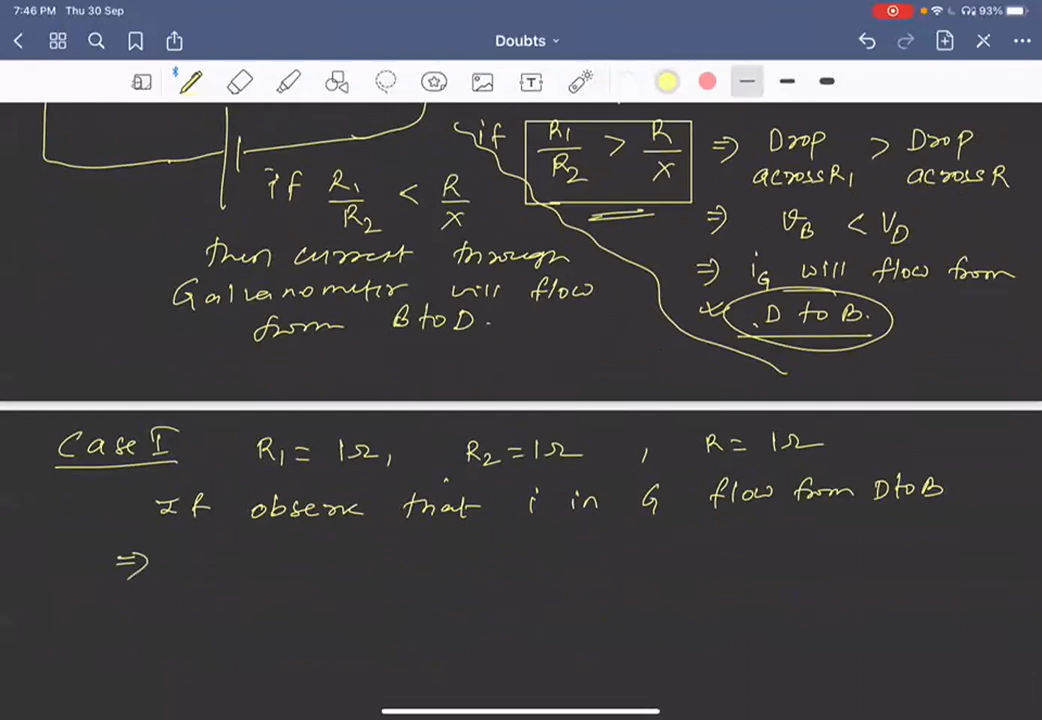 7:46 PM Thu 30 Sep
93%
Doubts
if R1/R2 < R/x
then current through
Galvanometer will flow
from B to D.
if R1/R2 > R/x ⇒ Drop across R1 > Drop across R
⇒ VB < VD
⇒ iG will flow from
D to B.
Case I R1 = 1Ω, R2 = 1Ω , R = 1Ω
If observe that i in G flow from D to B
⇒